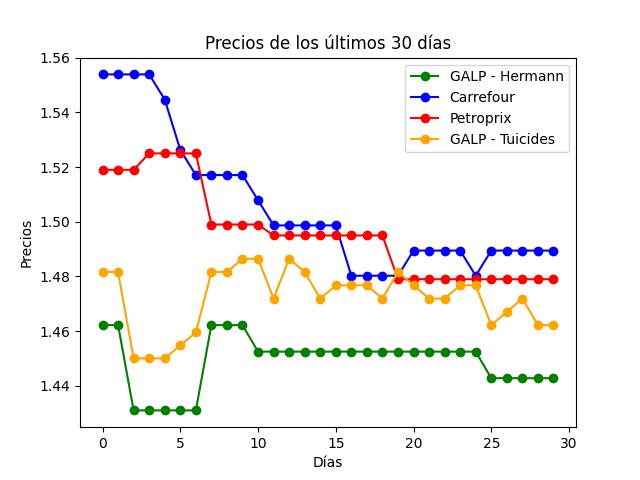 Precios de los últimos 30 días
1.56
1.54
1.52
1.50
1.48
1.46
1.44
Precios
GALP - Hermann
Carrefour
Petroprix
GALP - Tuicides
0 5 10 15 20 25 30
Días